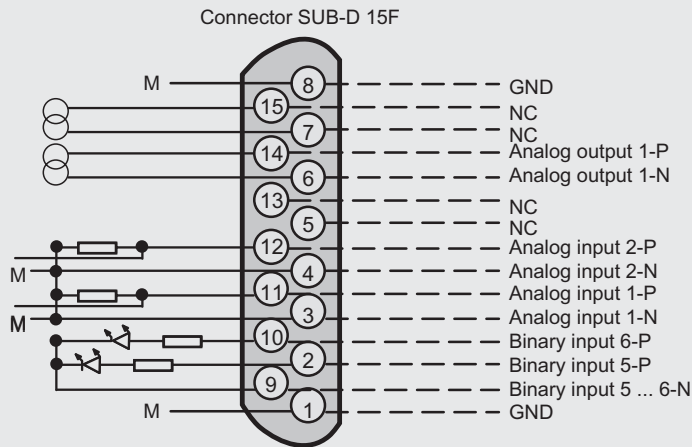 Connector SUB-D 15F
M 8 GND
15 NC
7 NC
14 Analog output 1-P
6 Analog output 1-N
13 NC
5 NC
12 Analog input 2-P
M 4 Analog input 2-N
11 Analog input 1-P
M 3 Analog input 1-N
10 Binary input 6-P
2 Binary input 5-P
9 Binary input 5 ... 6-N
M 1 GND